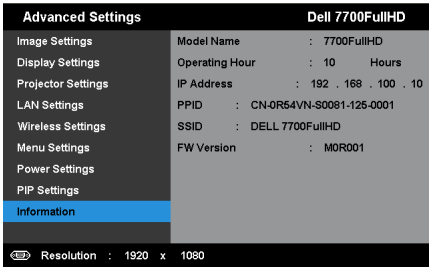 Advanced Settings Dell 7700FullHD
Image Settings Model Name : 7700FullHD
Display Settings Operating Hour : 10 Hours
Projector Settings IP Address : 192 . 168 . 100 . 10
LAN Settings PPID : CN-0R54VN-S0081-125-0001
Wireless Settings SSID : DELL 7700FullHD
Menu Settings FW Version : M0R001
Power Settings
PIP Settings
Information
Resolution : 1920 x 1080